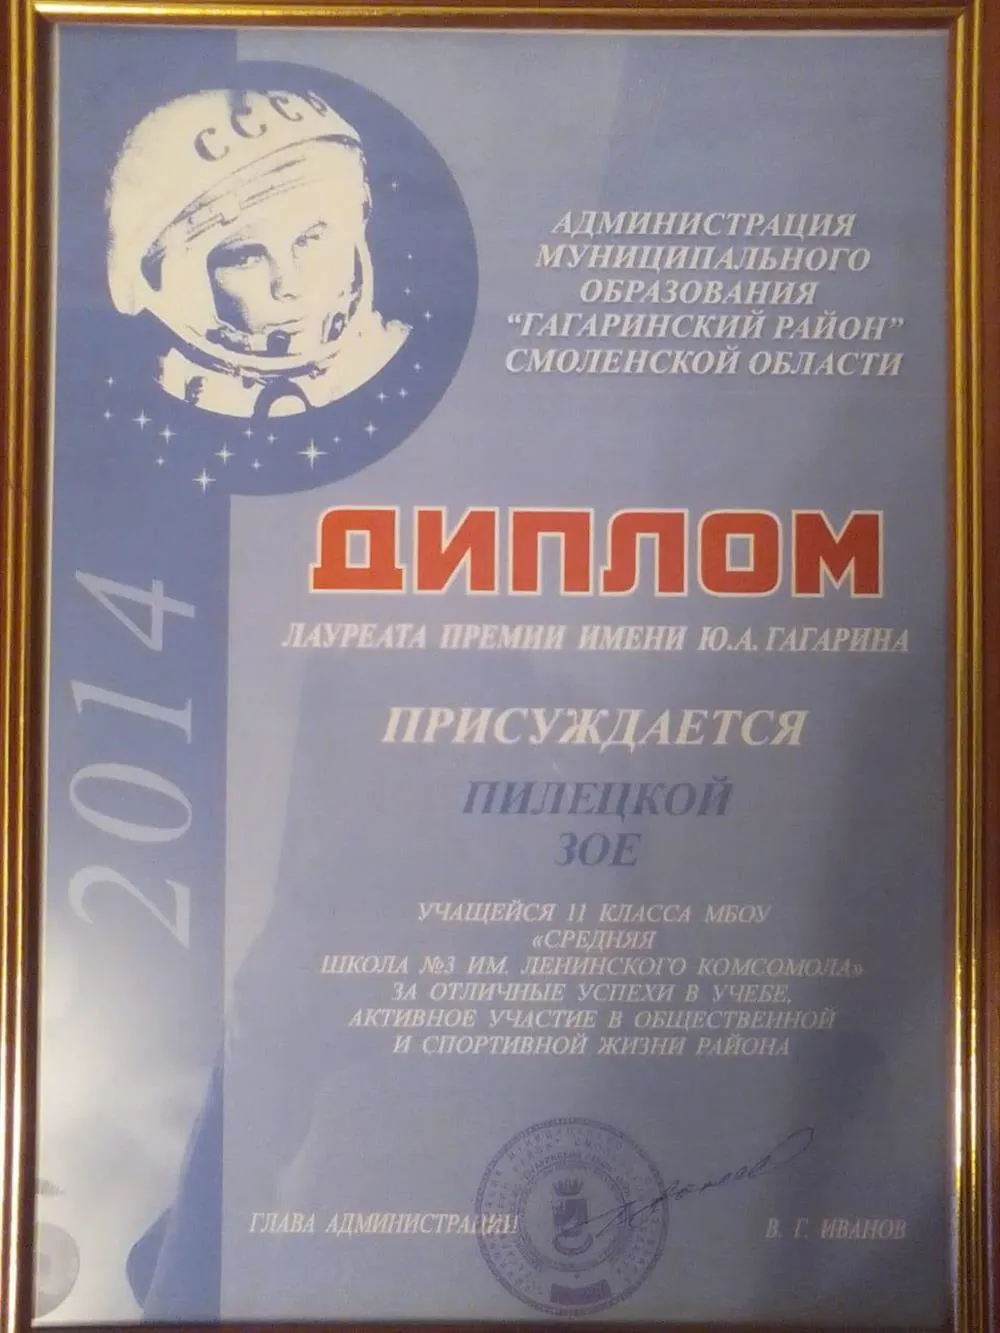 СССР
АДМИНИСТРАЦИЯ
МУНИЦИПАЛЬНОГО
ОБРАЗОВАНИЯ
“ГАГАРИНСКИЙ РАЙОН”
СМОЛЕНСКОЙ ОБЛАСТИ
2014
ДИПЛОМ
ЛАУРЕАТА ПРЕМИИ ИМЕНИ Ю.А. ГАГАРИНА
ПРИСУЖДАЕТСЯ
ПИЛЕЦКОЙ
ЗОЕ
УЧАЩЕЙСЯ 11 КЛАССА МБОУ
«СРЕДНЯЯ
ШКОЛА №3 ИМ. ЛЕНИНСКОГО КОМСОМОЛА»
ЗА ОТЛИЧНЫЕ УСПЕХИ В УЧЕБЕ,
АКТИВНОЕ УЧАСТИЕ В ОБЩЕСТВЕННОЙ
И СПОРТИВНОЙ ЖИЗНИ РАЙОНА
ГЛАВА АДМИНИСТРАЦИИ
В. Г. ИВАНОВ